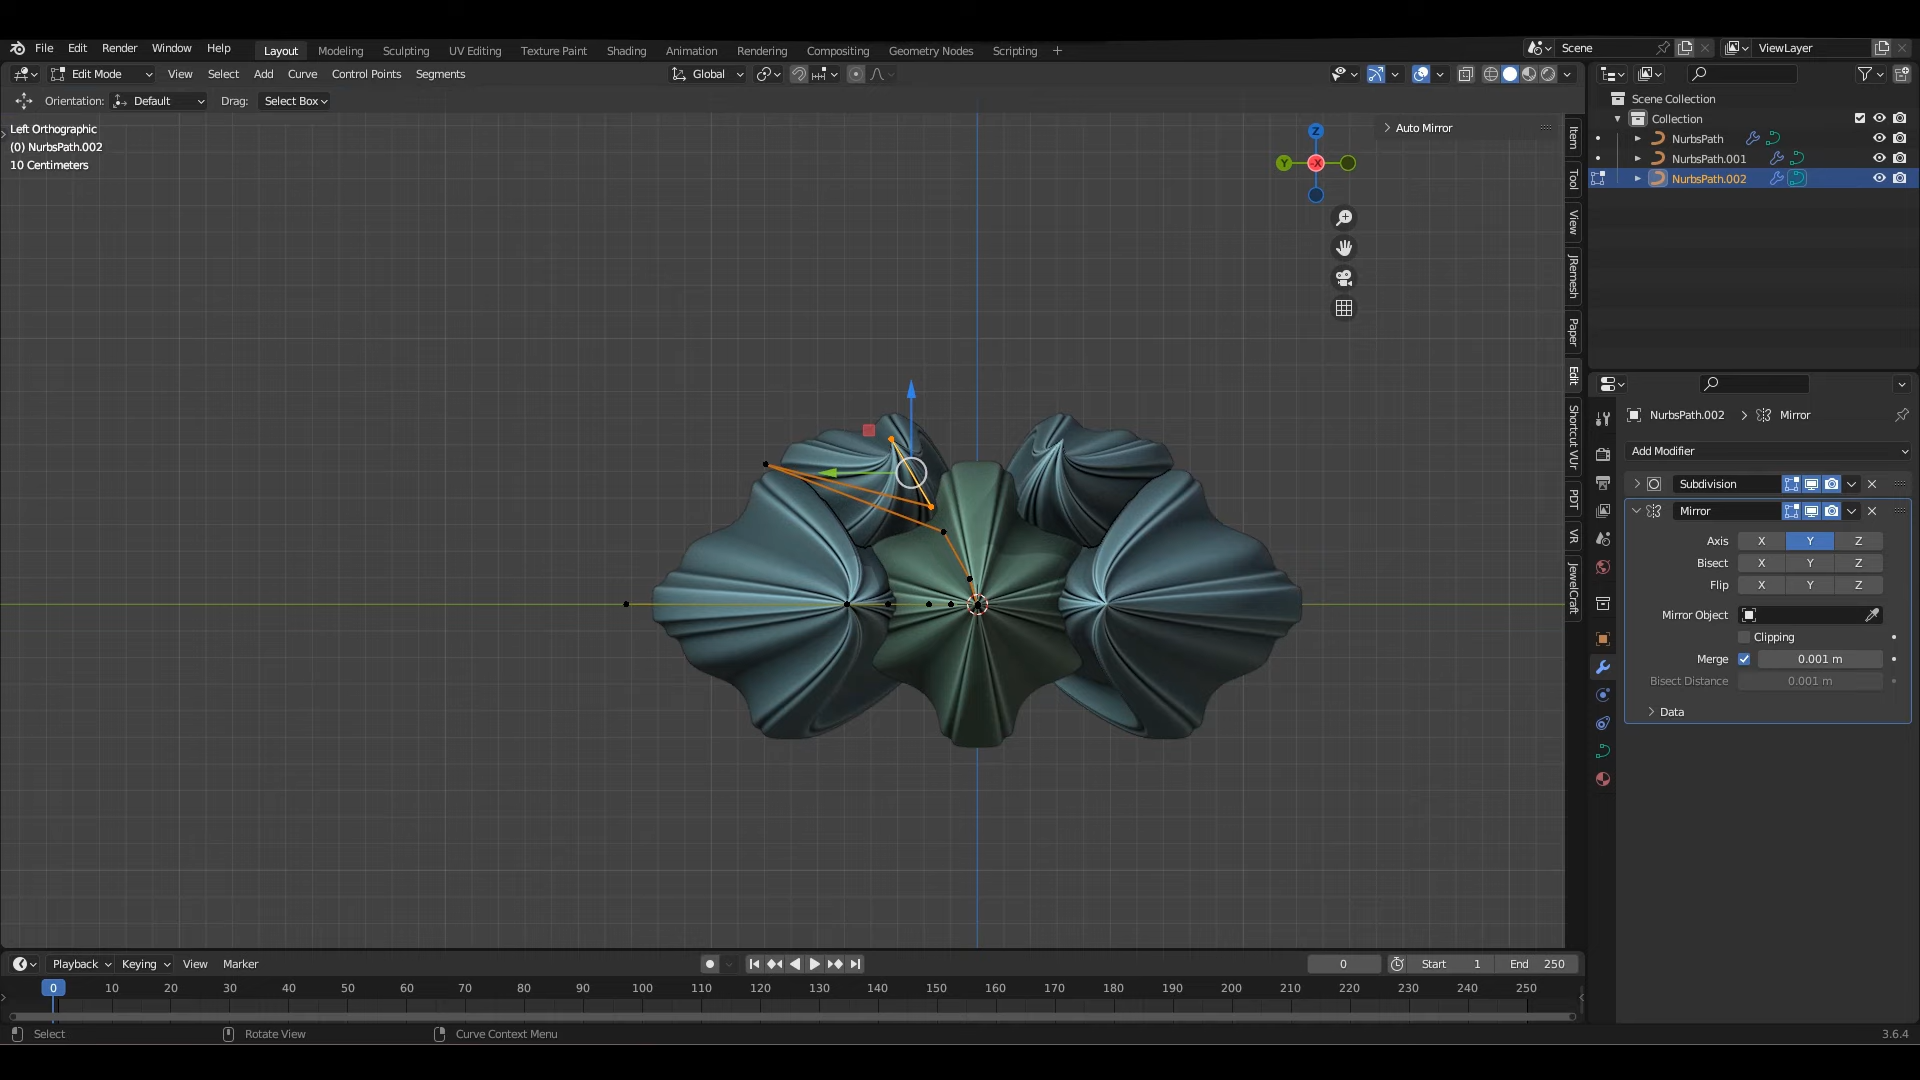 File Edit Render Window Help Layout Modeling Sculpting UV Editing Texture Paint Shading Animation Rendering Compositing Geometry Nodes Scripting + Scene ViewLayer
Edit Mode View Select Add Curve Control Points Segments Global
Orientation: Default Drag: Select Box
Left Orthographic
(0) NurbsPath.002
10 Centimeters
Auto Mirror
Z
Y
-X
Item
Tool
View
JRemesh
Paper
Edit
Shortcut VUr
PDT
VR
JewelCraft
Scene Collection
Collection
NurbsPath
NurbsPath.001
NurbsPath.002
NurbsPath.002 > Mirror
Add Modifier
Subdivision
Mirror
Axis X Y Z
Bisect X Y Z
Flip X Y Z
Mirror Object
Clipping
Merge 0.001 m
Bisect Distance 0.001 m
Data
Playback Keying View Marker 0 Start 1 End 250
0 10 20 30 40 50 60 70 80 90 100 110 120 130 140 150 160 170 180 190 200 210 220 230 240 250
Select Rotate View Curve Context Menu 3.6.4